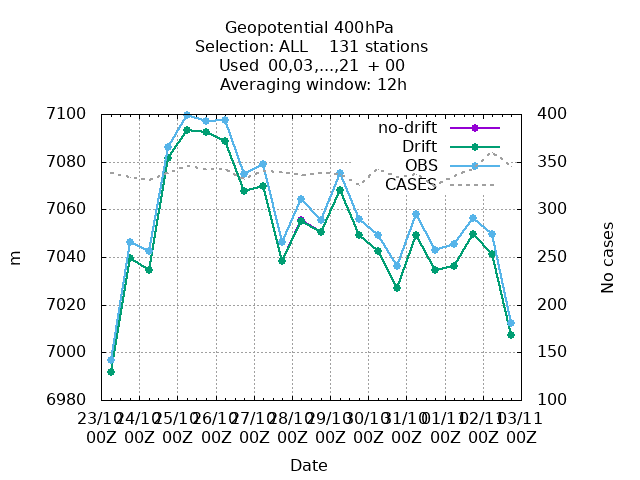 Geopotential 400hPa
Selection: ALL 131 stations
Used 00,03,...,21 + 00
Averaging window: 12h
7100
7080
7060
7040
7020
7000
6980
m
400
350
300
250
200
150
100
No cases
no-drift
Drift
OBS
CASES
23/10 24/10 25/10 26/10 27/10 28/10 29/10 30/10 31/10 01/11 02/11 03/11
00Z 00Z 00Z 00Z 00Z 00Z 00Z 00Z 00Z 00Z 00Z 00Z
Date